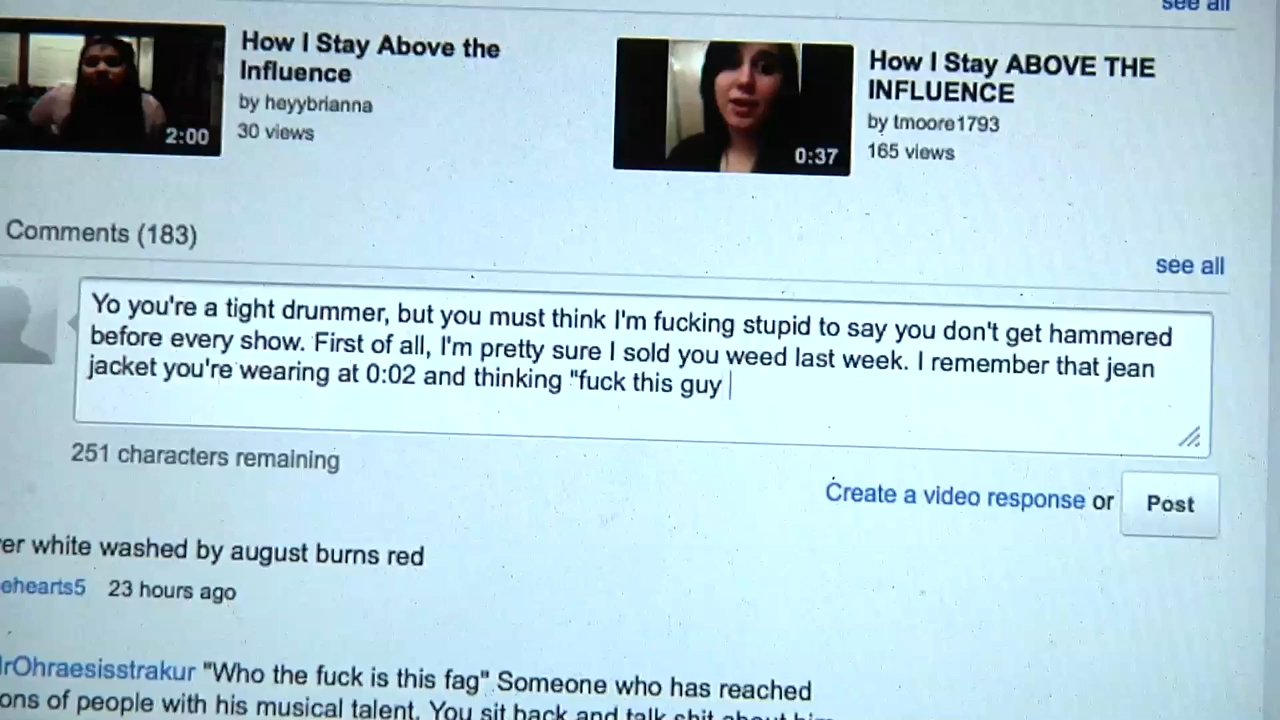 see all
How I Stay Above the
Influence
by heyybrianna
30 views
2:00
How I Stay ABOVE THE
INFLUENCE
by tmoore1793
165 views
0:37
Comments (183)
see all
Yo you're a tight drummer, but you must think I'm fucking stupid to say you don't get hammered
before every show. First of all, I'm pretty sure I sold you weed last week. I remember that jean
jacket you're wearing at 0:02 and thinking "fuck this guy
251 characters remaining
Create a video response or
Post
er white washed by august burns red
ehearts5 23 hours ago
rOhraesisstrakur "Who the fuck is this fag" Someone who has reached
ons of people with his musical talent. You sit back and talk shit about him